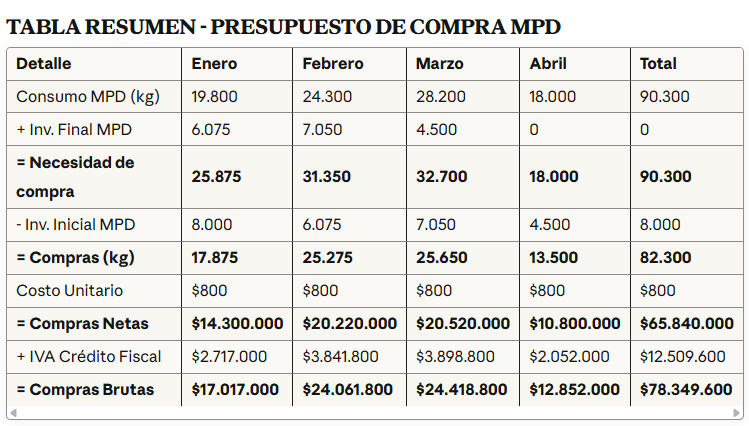 TABLA RESUMEN - PRESUPUESTO DE COMPRA MPD
Detalle Enero Febrero Marzo Abril Total
Consumo MPD (kg) 19.800 24.300 28.200 18.000 90.300
+ Inv. Final MPD 6.075 7.050 4.500 0 0
= Necesidad de
compra 25.875 31.350 32.700 18.000 90.300
- Inv. Inicial MPD 8.000 6.075 7.050 4.500 8.000
= Compras (kg) 17.875 25.275 25.650 13.500 82.300
Costo Unitario $800 $800 $800 $800 $800
= Compras Netas $14.300.000 $20.220.000 $20.520.000 $10.800.000 $65.840.000
+ IVA Crédito Fiscal $2.717.000 $3.841.800 $3.898.800 $2.052.000 $12.509.600
= Compras Brutas $17.017.000 $24.061.800 $24.418.800 $12.852.000 $78.349.600